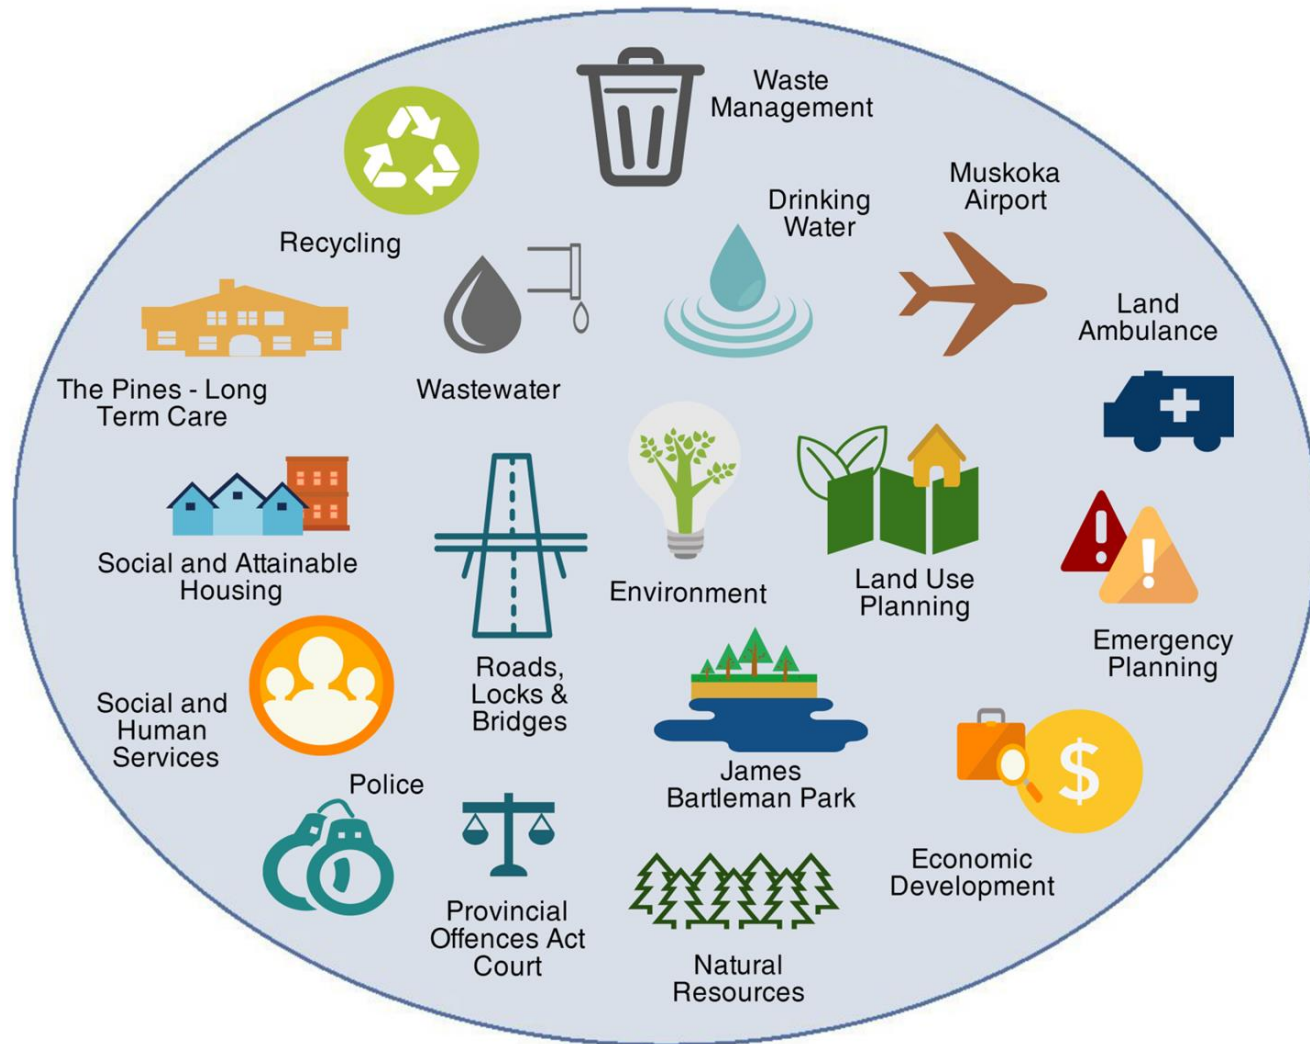 Waste
Management
Muskoka
Airport
Drinking
Water
Recycling
Land
Ambulance
The Pines - Long
Term Care
Wastewater
Social and Attainable
Housing
Environment
Land Use
Planning
Emergency
Planning
Social and
Human
Services
Roads,
Locks &
Bridges
James
Bartleman Park
$
Police
Economic
Development
Provincial
Offences Act
Court
Natural
Resources